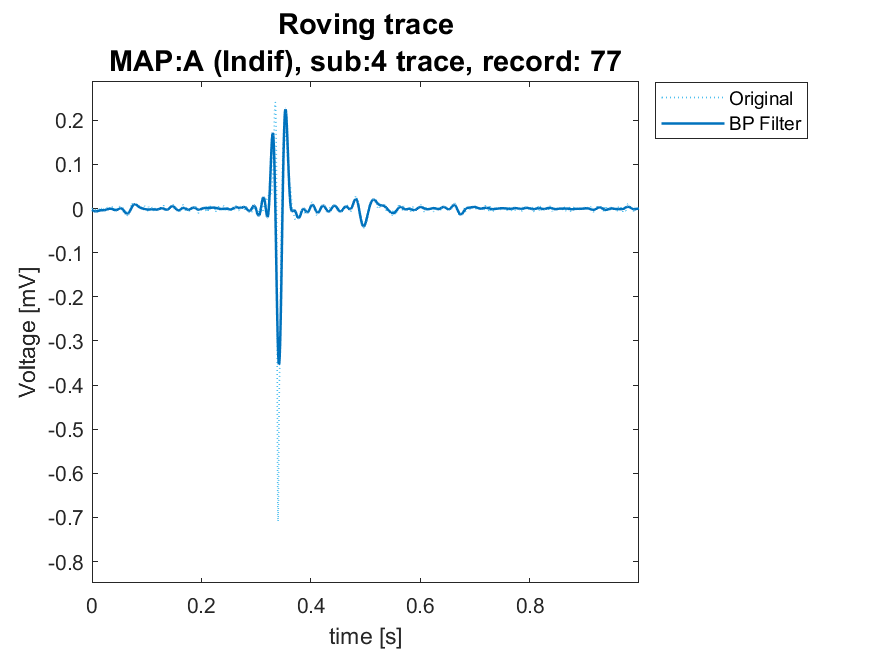 Roving trace
MAP:A (Indif), sub:4 trace, record: 77
Original
BP Filter
0.2
0.1
0
-0.1
-0.2
-0.3
-0.4
-0.5
-0.6
-0.7
-0.8
Voltage [mV]
0
0.2
0.4
0.6
0.8
time [s]